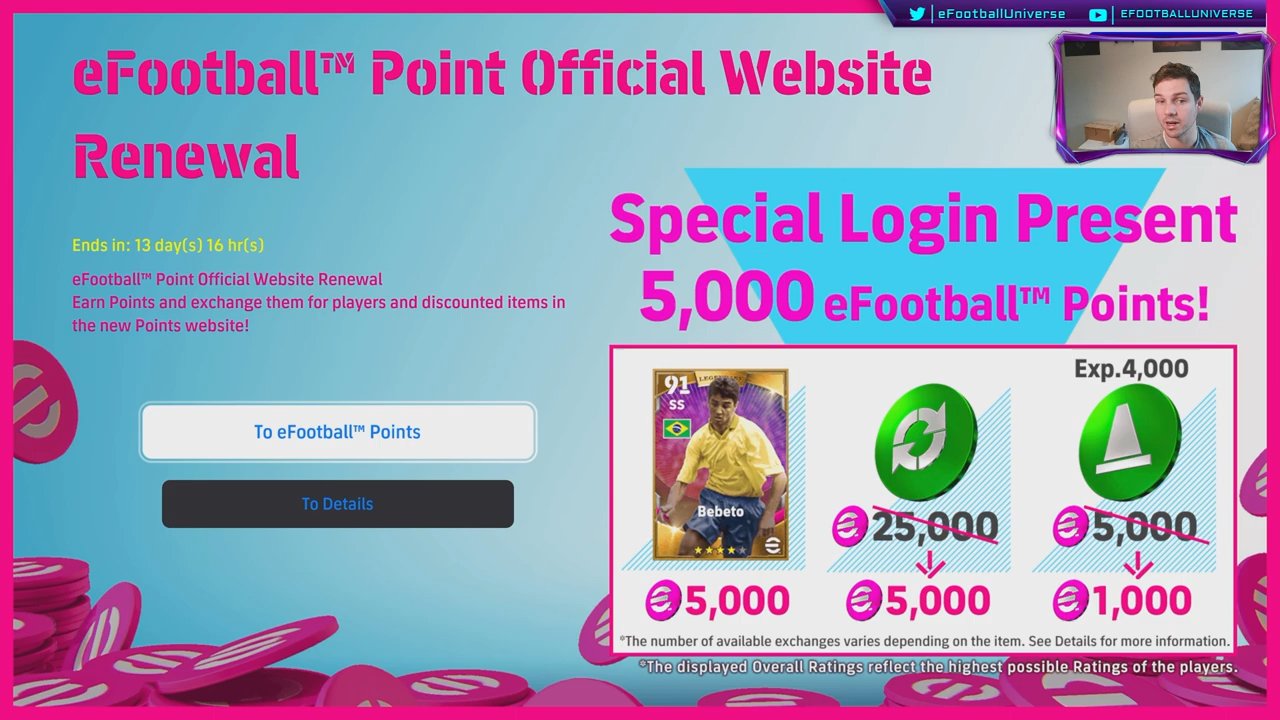 eFootballUniverse
EFOOTBALLUNIVERSE
eFootball™ Point Official Website
Renewal
Ends in: 13 day(s) 16 hr(s)
eFootball™ Point Official Website Renewal
Earn Points and exchange them for players and discounted items in
the new Points website!
To eFootball™ Points
To Details
Special Login Present
5,000 eFootball™ Points!
91
SS
LEGENDARY
Bebeto
5,000
25,000
5,000
Exp.4,000
5,000
1,000
*The number of available exchanges varies depending on the item. See Details for more information.
*The displayed Overall Ratings reflect the highest possible Ratings of the players.